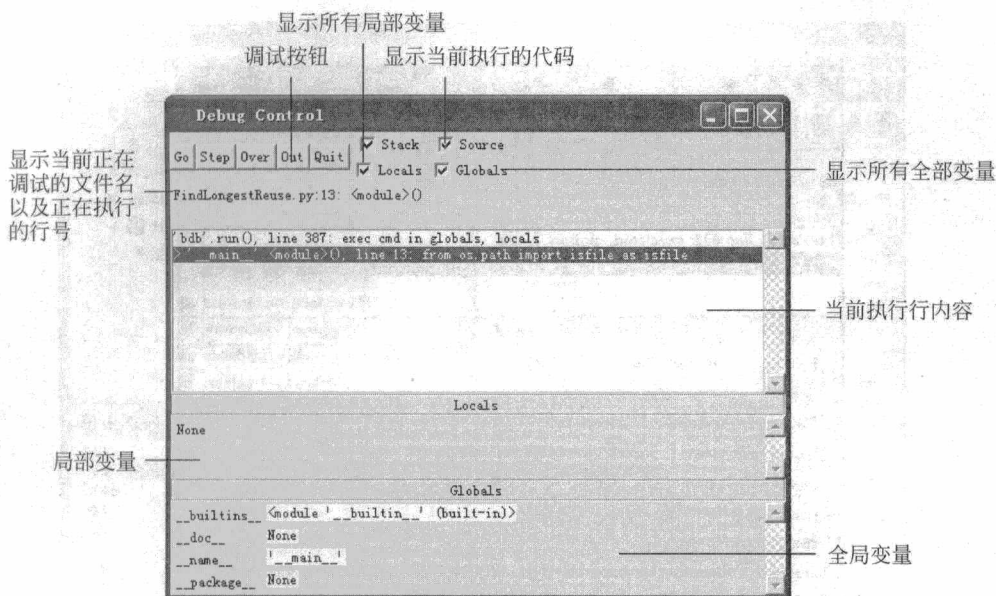 显示所有局部变量
调试按钮
显示当前执行的代码
Debug Control
Go Step Over Out Quit
Stack Source
Locals Globals
显示当前正在
调试的文件名
以及正在执行
的行号
显示所有全部变量
FindLongestReuse.py:13: <module>()
'bdb'.run(), line 387: exec cmd in globals, locals
> '__main__'.<module>(), line 13: from os.path import isfile as isfile
当前执行行内容
Locals
None
局部变量
Globals
__builtins__ <module '__builtin__' (built-in)>
__doc__ None
__name__ '__main__'
__package__ None
全局变量